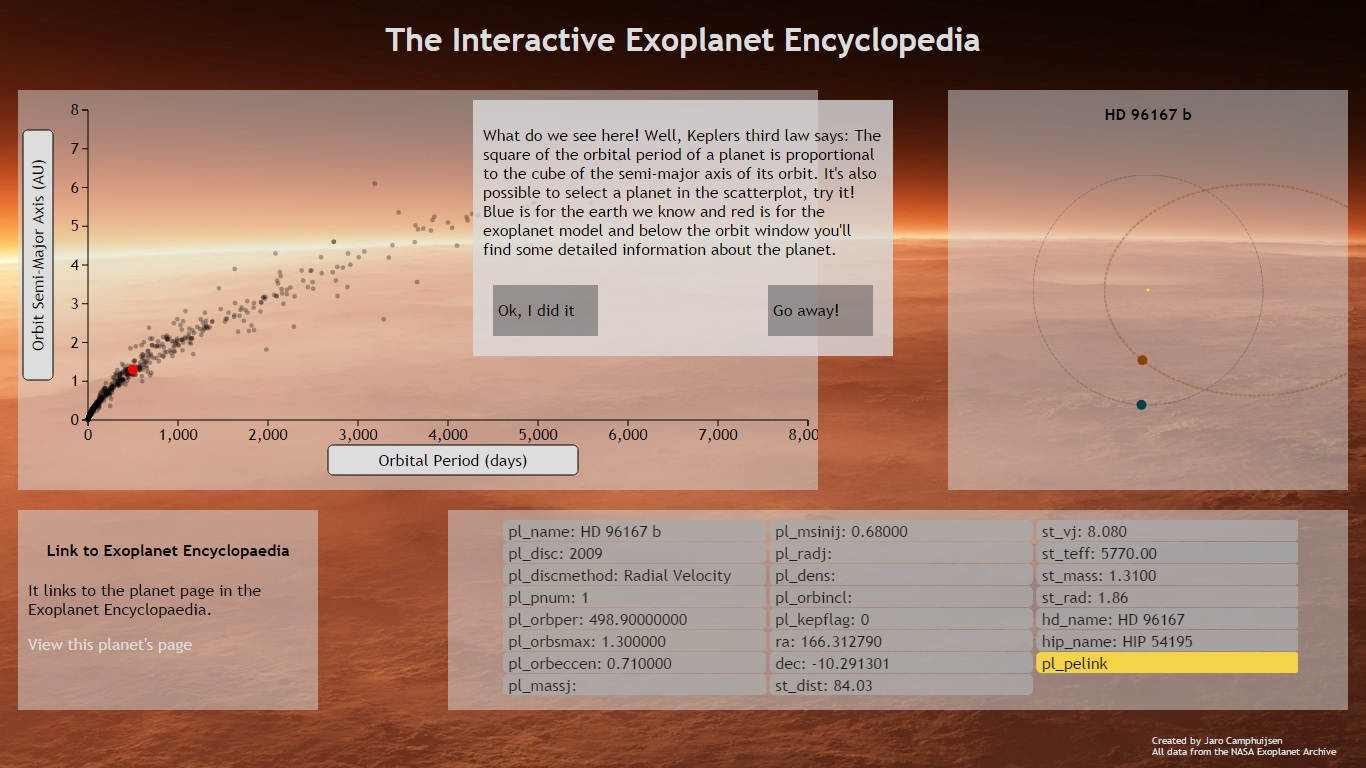 The Interactive Exoplanet Encyclopedia
8
7
6
5
4
3
2
1
0
Orbit Semi-Major Axis (AU)
0 1,000 2,000 3,000 4,000 5,000 6,000 7,000 8,00
Orbital Period (days)
What do we see here! Well, Keplers third law says: The
square of the orbital period of a planet is proportional
to the cube of the semi-major axis of its orbit. It's also
possible to select a planet in the scatterplot, try it!
Blue is for the earth we know and red is for the
exoplanet model and below the orbit window you'll
find some detailed information about the planet.
Ok, I did it
Go away!
HD 96167 b
Link to Exoplanet Encyclopaedia
It links to the planet page in the
Exoplanet Encyclopaedia.
View this planet's page
pl_name: HD 96167 b
pl_disc: 2009
pl_discmethod: Radial Velocity
pl_pnum: 1
pl_orbper: 498.90000000
pl_orbsmax: 1.300000
pl_orbeccen: 0.710000
pl_massj:
pl_msinij: 0.68000
pl_radj:
pl_dens:
pl_orbincl:
pl_kepflag: 0
ra: 166.312790
dec: -10.291301
st_dist: 84.03
st_vj: 8.080
st_teff: 5770.00
st_mass: 1.3100
st_rad: 1.86
hd_name: HD 96167
hip_name: HIP 54195
pl_pelink
Created by Jaro Camphuijsen
All data from the NASA Exoplanet Archive